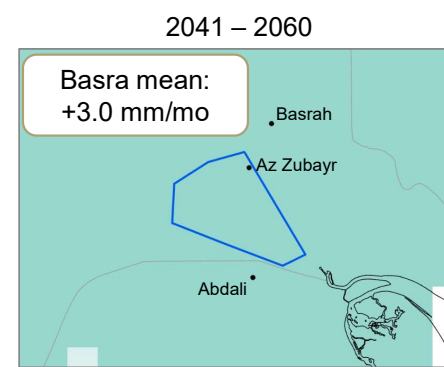 2041 – 2060
Basra mean:
+3.0 mm/mo
Basrah
Az Zubayr
Abdali